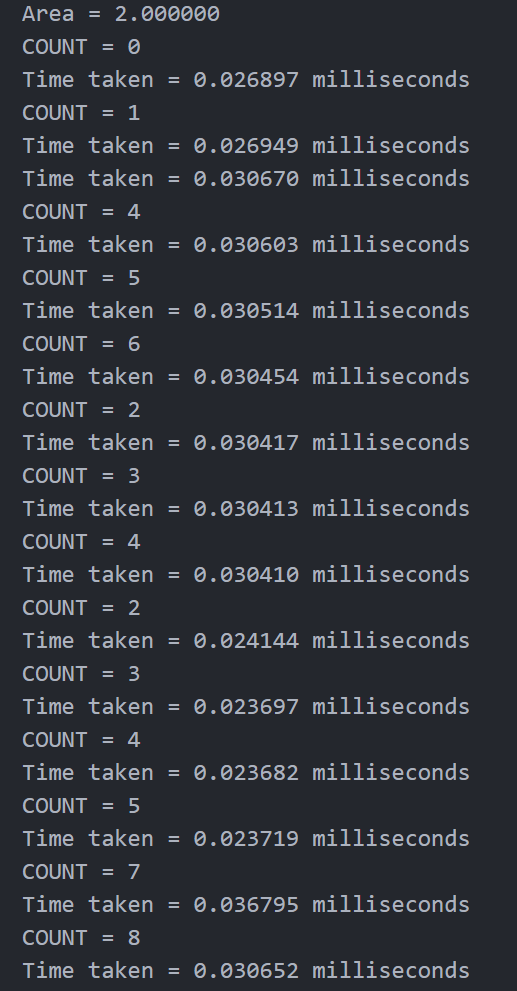 Area = 2.000000
COUNT = 0
Time taken = 0.026897 milliseconds
COUNT = 1
Time taken = 0.026949 milliseconds
Time taken = 0.030670 milliseconds
COUNT = 4
Time taken = 0.030603 milliseconds
COUNT = 5
Time taken = 0.030514 milliseconds
COUNT = 6
Time taken = 0.030454 milliseconds
COUNT = 2
Time taken = 0.030417 milliseconds
COUNT = 3
Time taken = 0.030413 milliseconds
COUNT = 4
Time taken = 0.030410 milliseconds
COUNT = 2
Time taken = 0.024144 milliseconds
COUNT = 3
Time taken = 0.023697 milliseconds
COUNT = 4
Time taken = 0.023682 milliseconds
COUNT = 5
Time taken = 0.023719 milliseconds
COUNT = 7
Time taken = 0.036795 milliseconds
COUNT = 8
Time taken = 0.030652 milliseconds